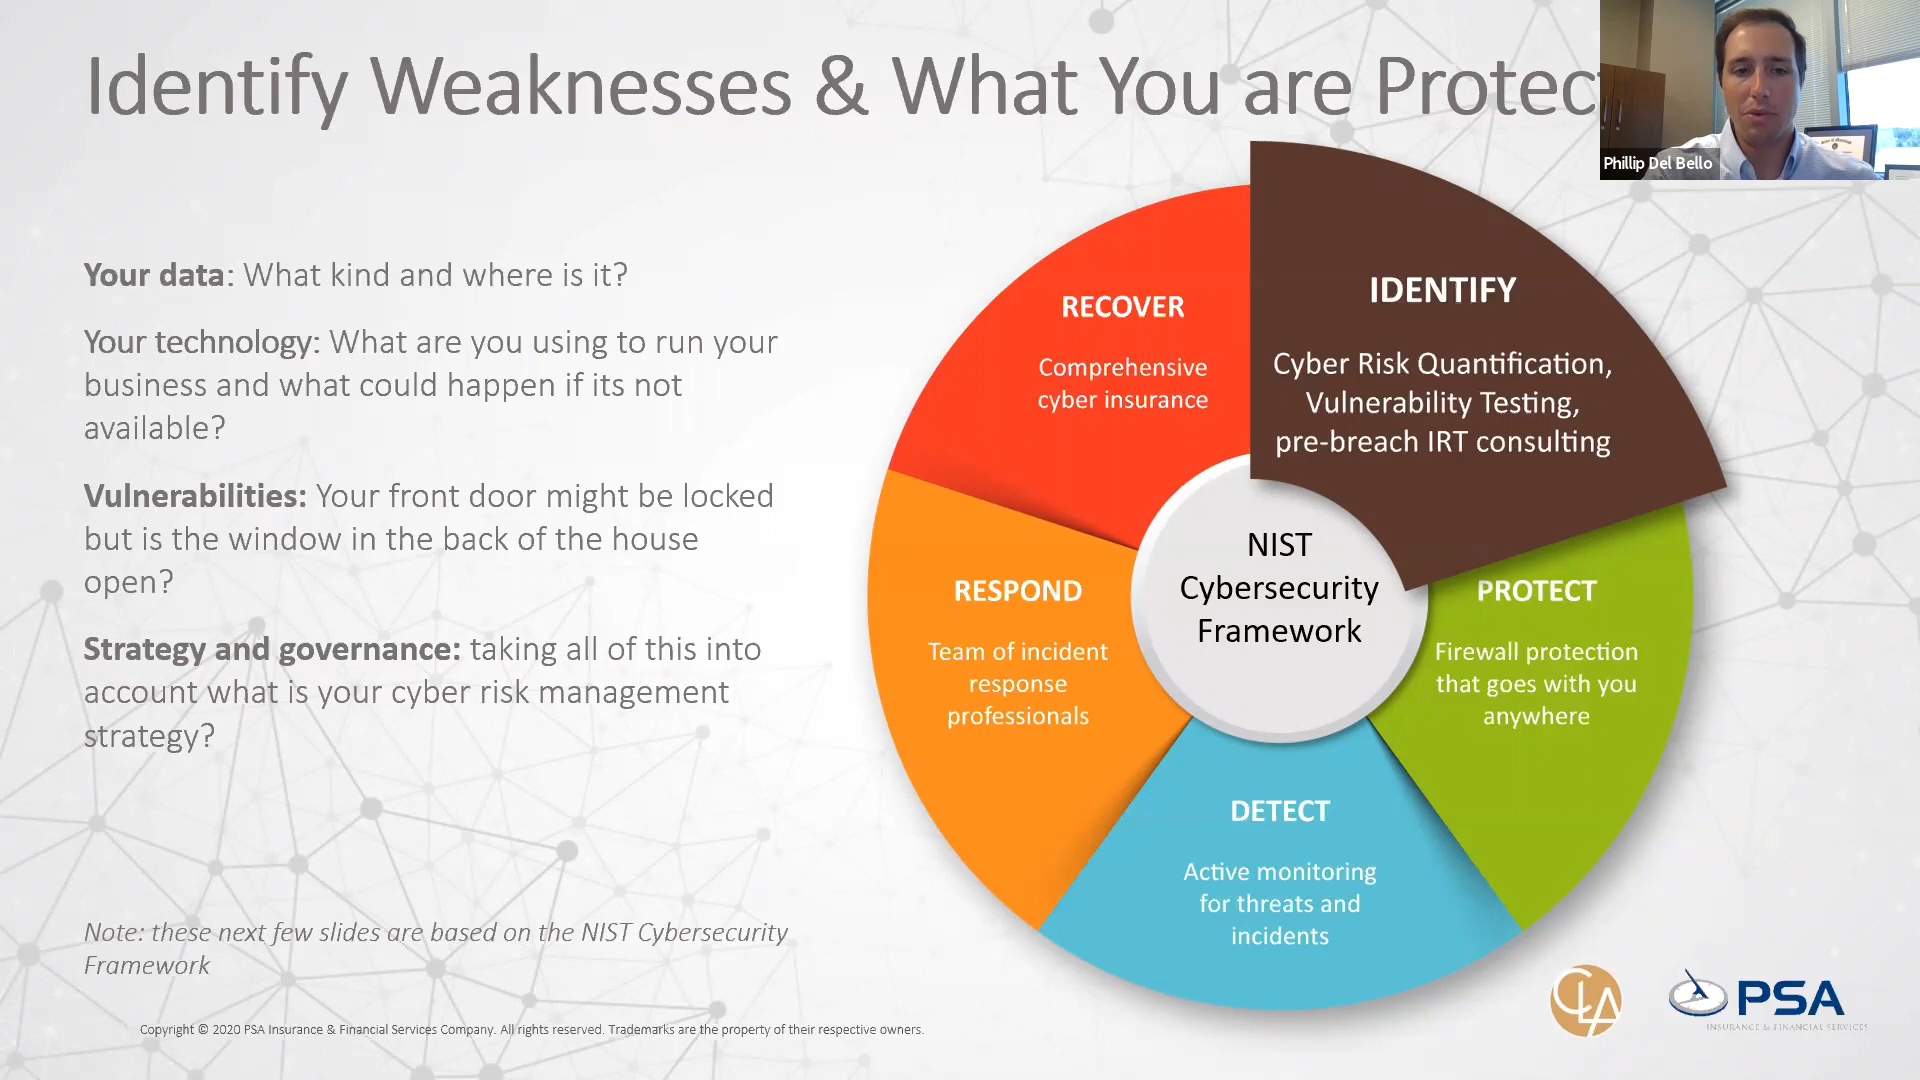 Identify Weaknesses & What You are Protec
Phillip Del Bello
Your data: What kind and where is it?
Your technology: What are you using to run your
business and what could happen if its not
available?
Vulnerabilities: Your front door might be locked
but is the window in the back of the house
open?
Strategy and governance: taking all of this into
account what is your cyber risk management
strategy?
Note: these next few slides are based on the NIST Cybersecurity
Framework
IDENTIFY
Cyber Risk Quantification,
Vulnerability Testing,
pre-breach IRT consulting
PROTECT
Firewall protection
that goes with you
anywhere
DETECT
Active monitoring
for threats and
incidents
RESPOND
Team of incident
response
professionals
RECOVER
Comprehensive
cyber insurance
NIST
Cybersecurity
Framework
Copyright © 2020 PSA Insurance & Financial Services Company. All rights reserved. Trademarks are the property of their respective owners.
CLA
PSA
INSURANCE & FINANCIAL SERVICES